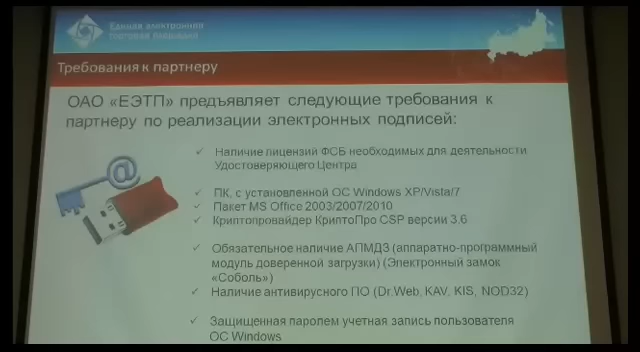 Единая электронная
торговая площадка
Требования к партнеру
ОАО «ЕЭТП» предъявляет следующие требования к
партнеру по реализации электронных подписей:
✓ Наличие лицензий ФСБ необходимых для деятельности
Удостоверяющего Центра
✓ ПК, с установленной ОС Windows XP/Vista/7
✓ Пакет MS Office 2003/2007/2010
✓ Криптопровайдер КриптоПро CSP версии 3.6
✓ Обязательное наличие АПМДЗ (аппаратно-программный
модуль доверенной загрузки) (Электронный замок
«Соболь»)
✓ Наличие антивирусного ПО (Dr.Web, KAV, KIS, NOD32)
✓ Защищенная паролем учетная запись пользователя
ОС Windows